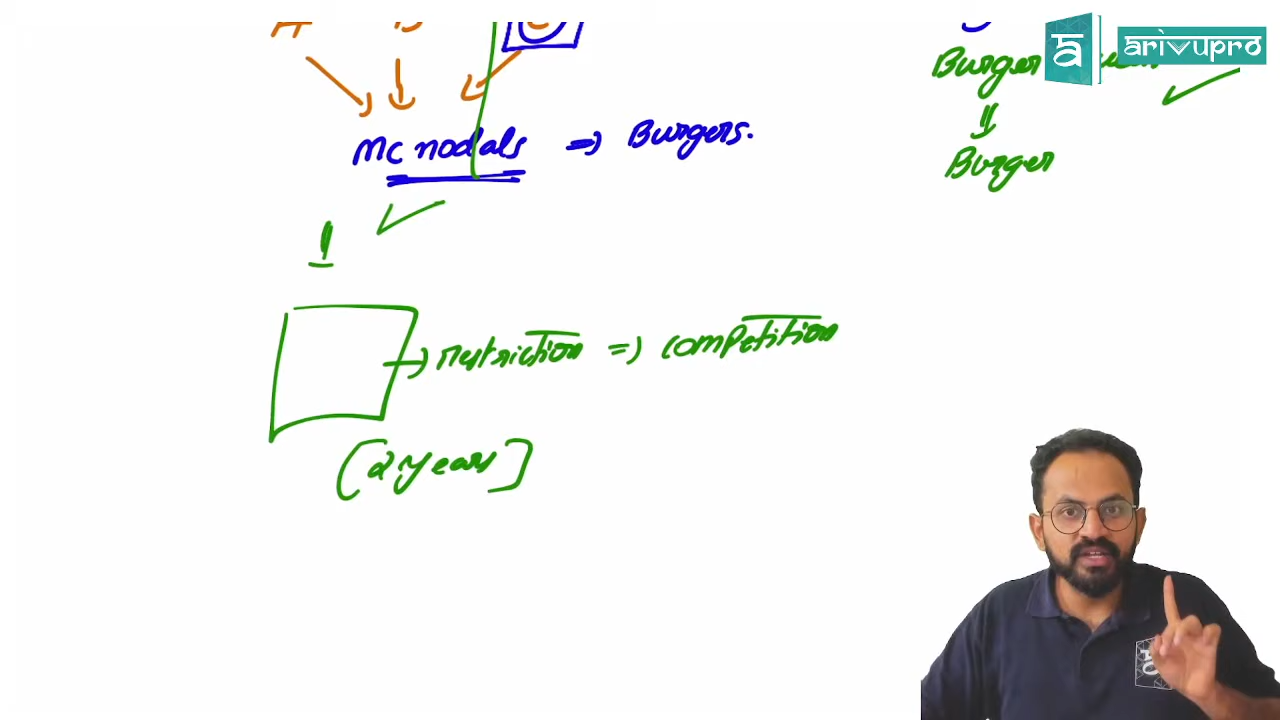 A B
ā arivupro
Burger
Mc nodals => Burgers.
Burger
restriction => competition
[2 years]